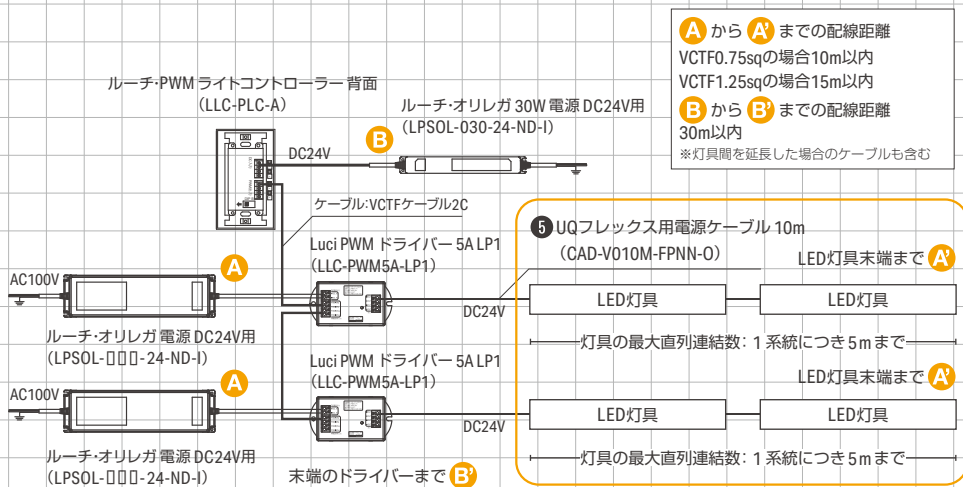 A から A' までの配線距離
VCTF0.75sqの場合10m以内
VCTF1.25sqの場合15m以内
B から B' までの配線距離
30m以内
※灯具間を延長した場合のケーブルも含む
ルーチ・PWM ライトコントローラー 背面
(LLC-PLC-A)
ルーチ・オリレガ 30W 電源 DC24V用
(LPSOL-030-24-ND-I)
B
DC24V
ケーブル:VCTFケーブル2C
❺ UQフレックス用電源ケーブル 10m
(CAD-V010M-FPNN-O)
LED灯具末端まで A'
Luci PWM ドライバー 5A LP1
(LLC-PWM5A-LP1)
A
AC100V
DC24V
LED灯具
LED灯具
ルーチ・オリレガ 電源 DC24V用
(LPSOL-▯▯▯-24-ND-I)
灯具の最大直列連結数: 1 系統につき 5 m まで
Luci PWM ドライバー 5A LP1
(LLC-PWM5A-LP1)
LED灯具末端まで A'
A
AC100V
DC24V
LED灯具
LED灯具
ルーチ・オリレガ 電源 DC24V用
(LPSOL-▯▯▯-24-ND-I)
末端のドライバーまで B'
灯具の最大直列連結数: 1 系統につき 5 m まで